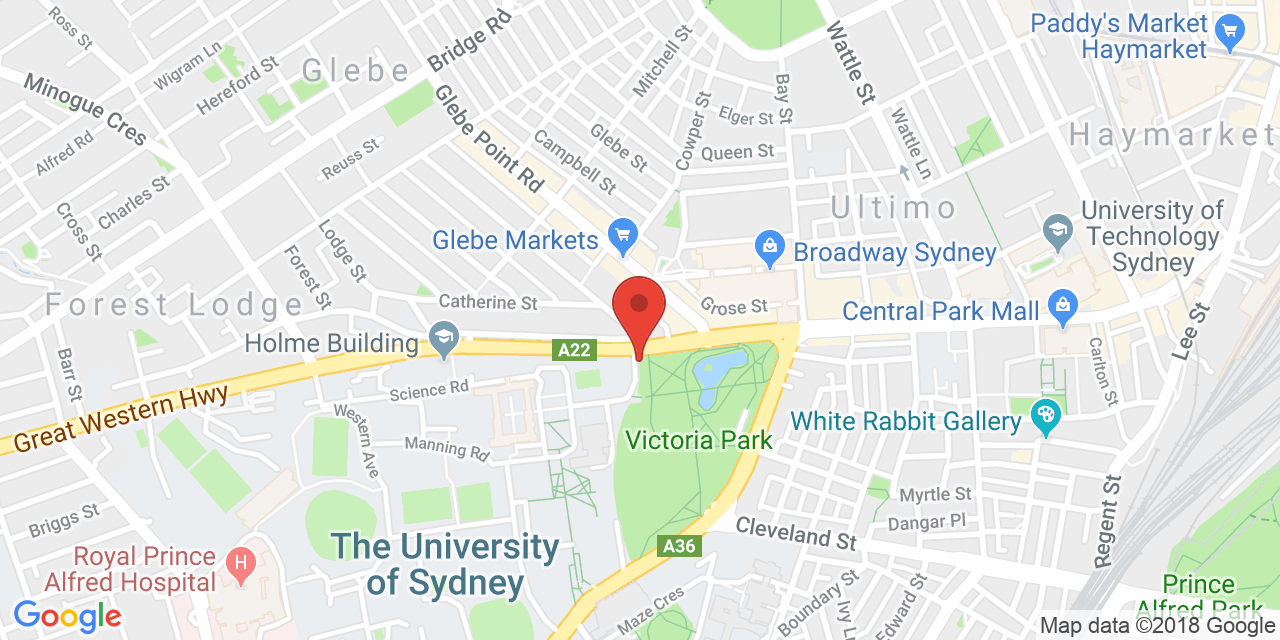 Ross St
Wigram Ln
Bridge Rd
Mitchell St
Wattle St
Paddy's Market
Haymarket
Glebe
Hereford St
Minogue Cres
Glebe Point Rd
Bay St
Elger St
Cowper St
Wattle Ln
Haymarket
Alfred Rd
Reuss St
Glebe St
Campbell St
Queen St
Charles St
Cross St
Ultimo
University of
Technology
Sydney
Glebe Markets
Broadway Sydney
Lodge St
Forest St
Forest Lodge
Catherine St
Grose St
Central Park Mall
Lee St
Holme Building
A22
Barr St
Science Rd
Carlton St
Great Western Hwy
Western Ave
Manning Rd
Victoria Park
White Rabbit Gallery
Myrtle St
Dangar Pl
Regent St
Briggs St
Cleveland St
The University
of Sydney
A36
Royal Prince
Alfred Hospital
H
Maze Cres
Boundary St
Ivy Ln
Edward St
Prince
Alfred Park
Google
Map data ©2018 Google